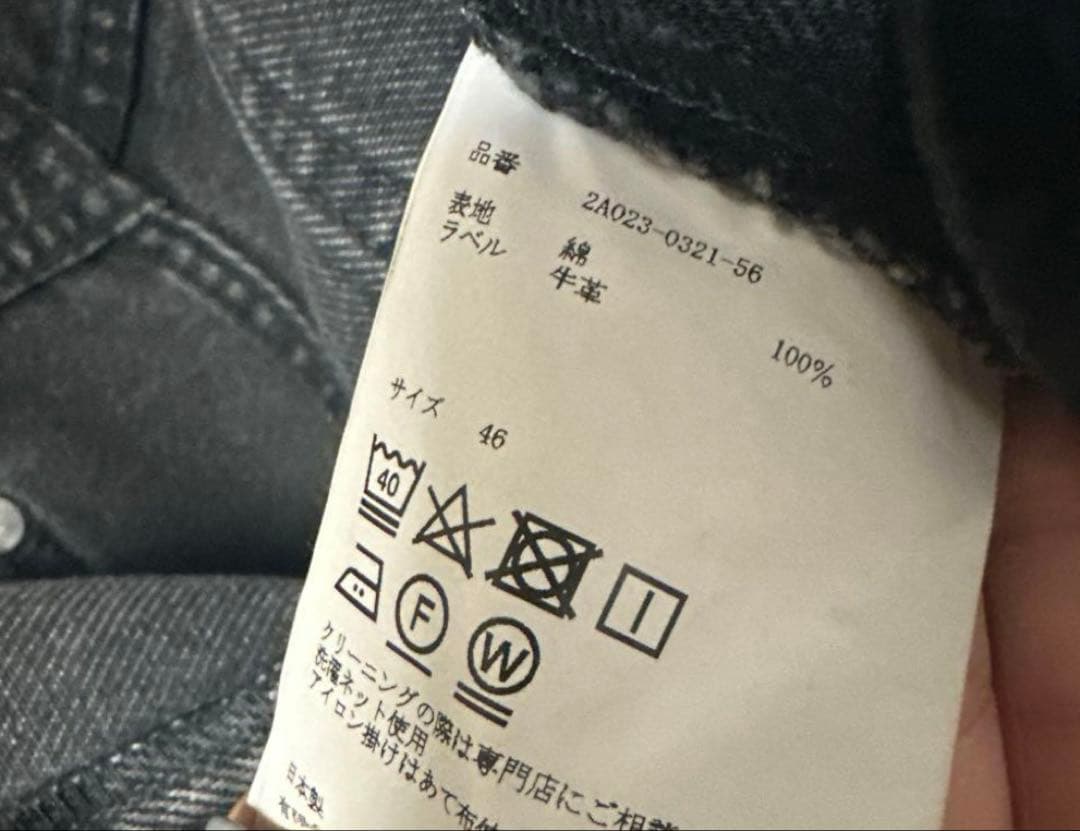 品番 2A023-0321-56
表地 綿 100%
ラベル 牛革
サイズ 46
40
F W
クリーニングの際は専門店にご相談
洗濯ネット使用
アイロン掛けはあて布
日本製